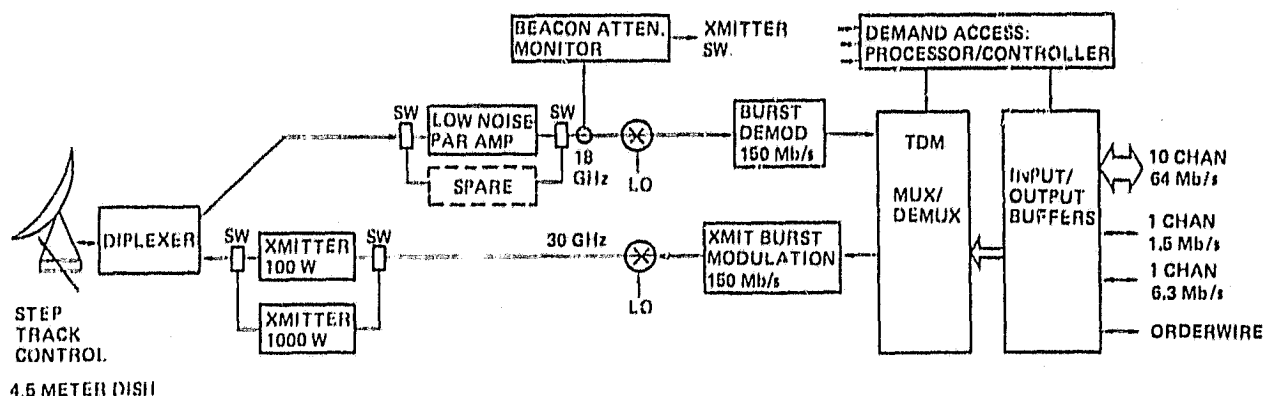 BEACON ATTEN.
MONITOR
XMITTER
SW.
DEMAND ACCESS:
PROCESSOR/CONTROLLER
SW
LOW NOISE
PAR AMP
SW
18
GHz
LO
SPARE
BURST
DEMOD
150 Mb/s
TDM
MUX/
DEMUX
INPUT/
OUTPUT
BUFFERS
10 CHAN
64 Mb/s
1 CHAN
1.5 Mb/s
1 CHAN
6.3 Mb/s
ORDERWIRE
DIPLEXER
SW
XMITTER
100 W
SW
XMITTER
1000 W
30 GHz
LO
XMIT BURST
MODULATION
150 Mb/s
STEP
TRACK
CONTROL
4.5 METER DISH